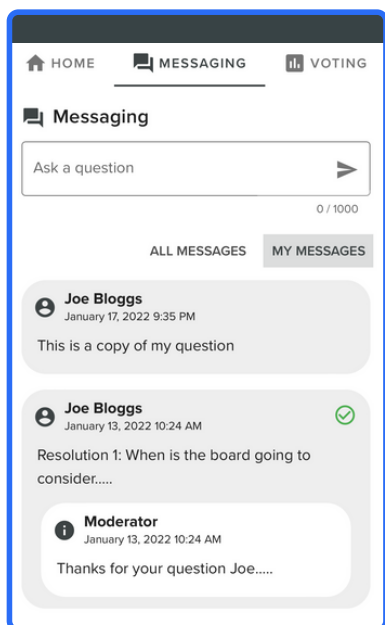 HOME MESSAGING VOTING
Messaging
Ask a question
0 / 1000
ALL MESSAGES MY MESSAGES
Joe Bloggs
January 17, 2022 9:35 PM
This is a copy of my question
Joe Bloggs
January 13, 2022 10:24 AM
Resolution 1: When is the board going to
consider.....
Moderator
January 13, 2022 10:24 AM
Thanks for your question Joe.....